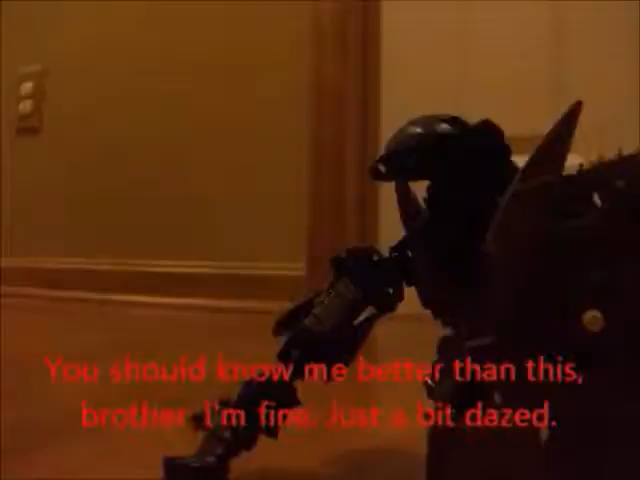 You should know me better than this,
brother. I'm fine. Just a bit dazed.